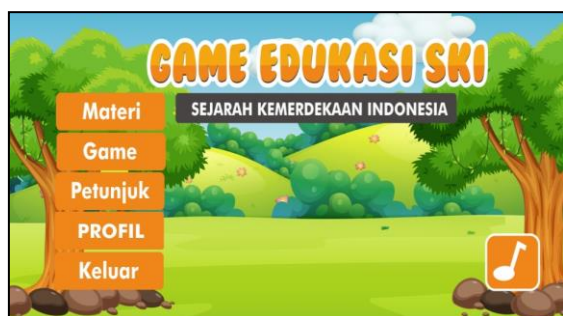 GAME EDUKASI SKI
SEJARAH KEMERDEKAAN INDONESIA
Materi
Game
Petunjuk
PROFIL
Keluar